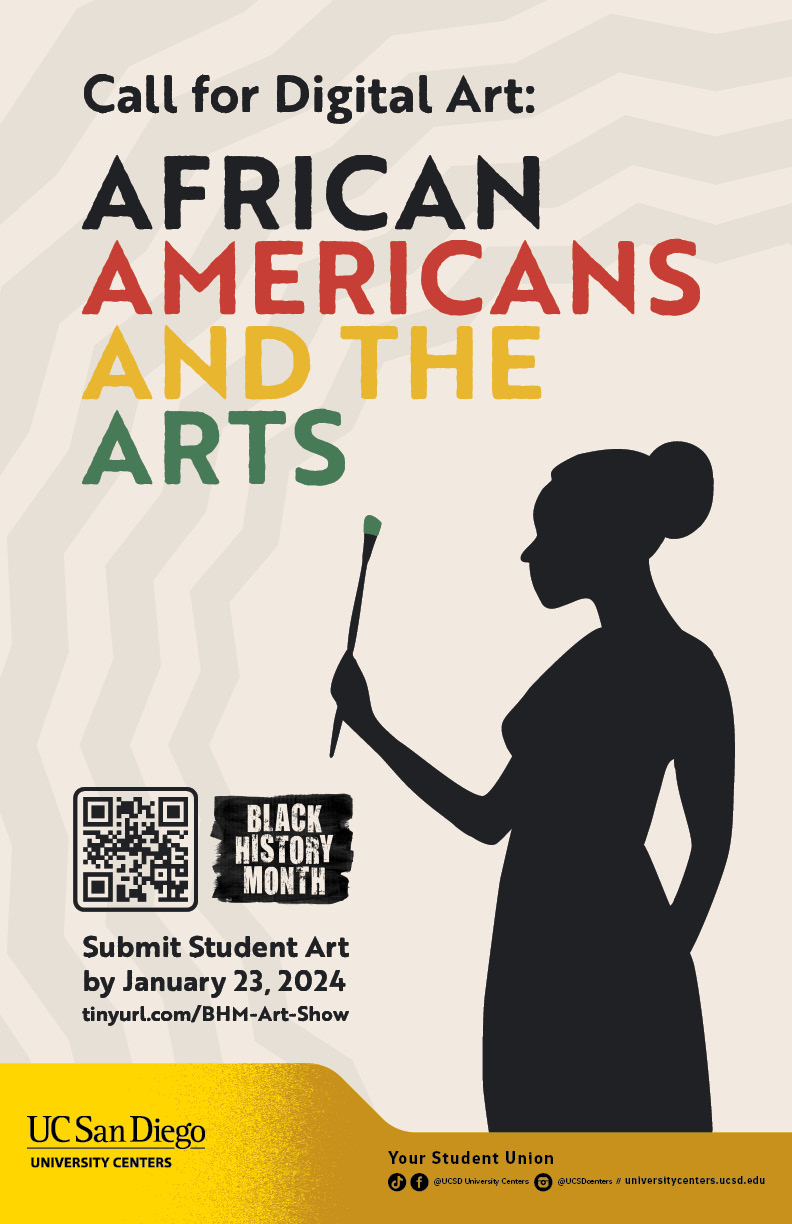 Call for Digital Art:
AFRICAN
AMERICANS
AND THE
ARTS
BLACK
HISTORY
MONTH
Submit Student Art
by January 23, 2024
tinyurl.com/BHM-Art-Show
UC San Diego
UNIVERSITY CENTERS
Your Student Union
@UCSD University Centers @UCSDcenters // universitycenters.ucsd.edu